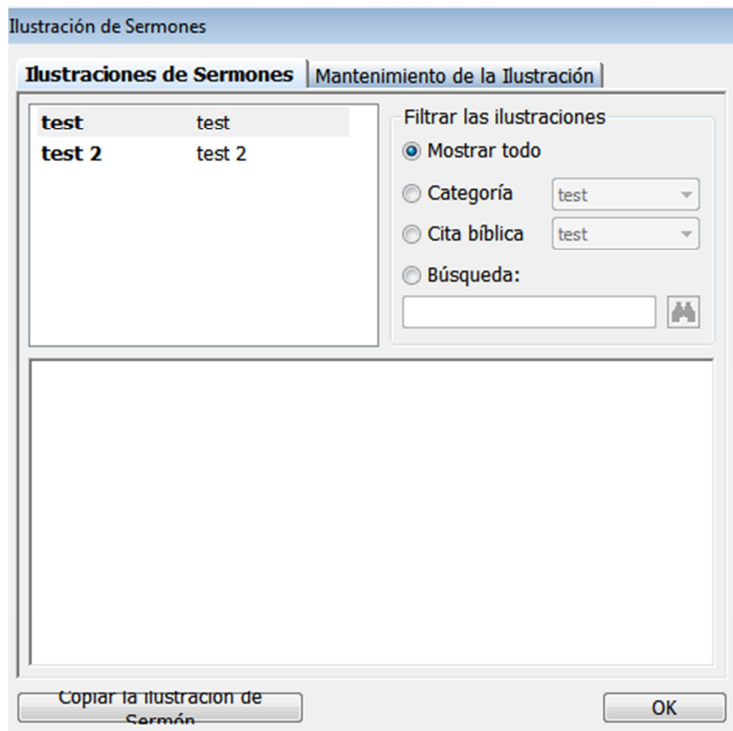 Ilustración de Sermones
Ilustraciones de Sermones Mantenimiento de la Ilustración
test test
test 2 test 2
Filtrar las ilustraciones
Mostrar todo
Categoría test
Cita bíblica test
Búsqueda:
Copiar la ilustración de
Sermón
OK